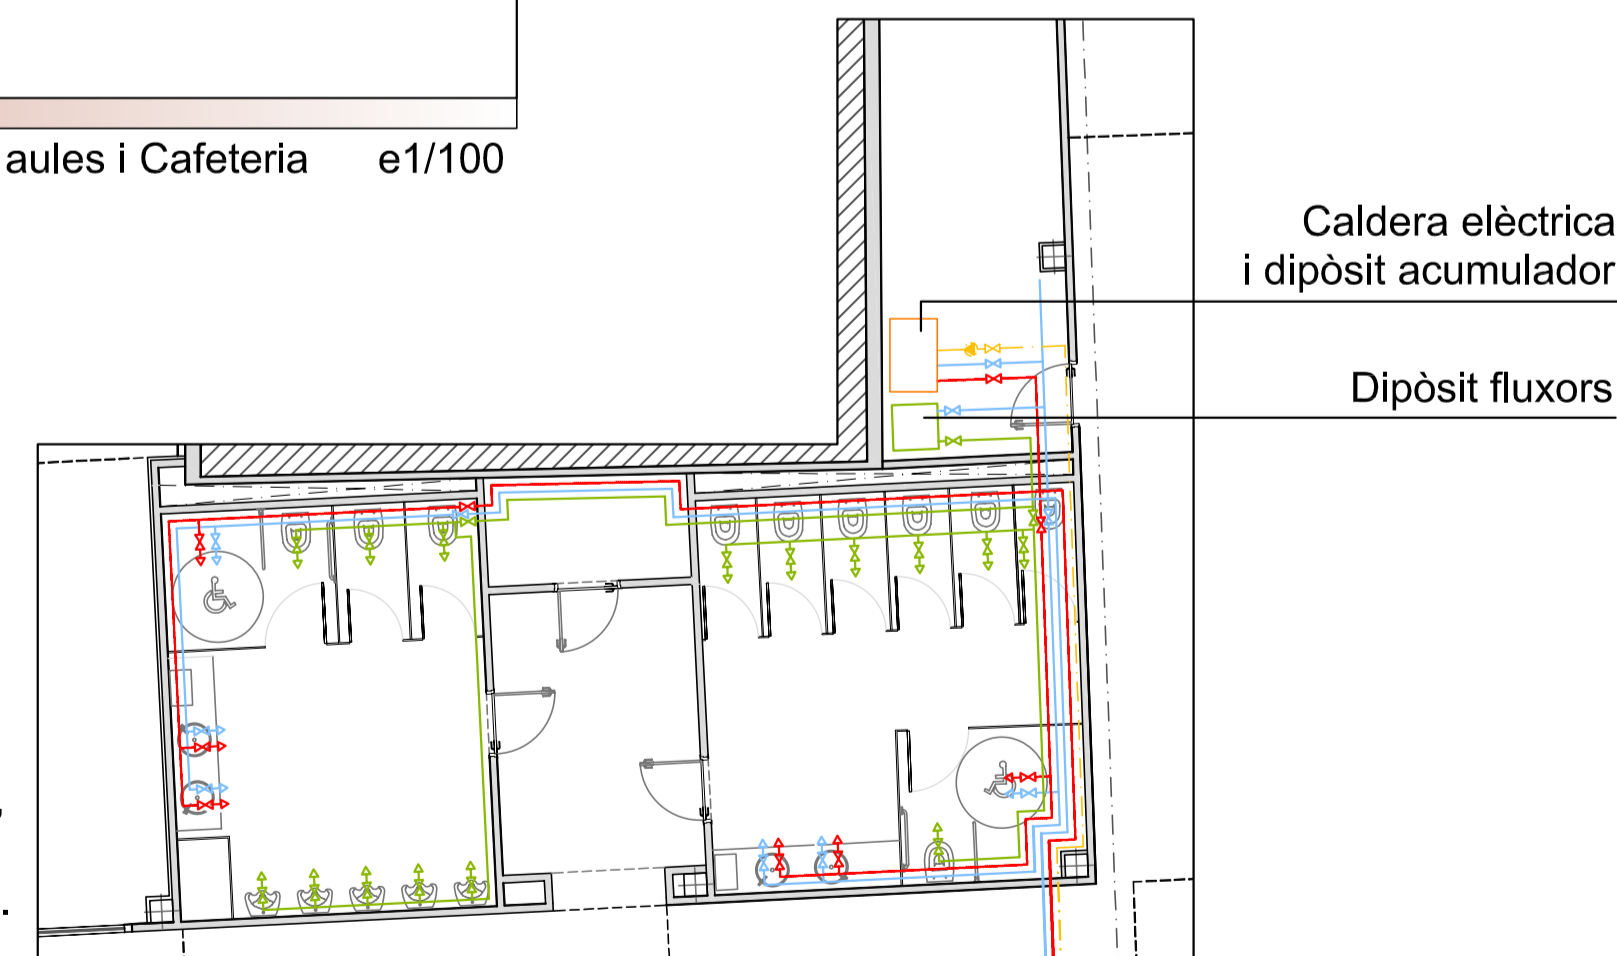 aules i Cafeteria e1/100
Caldera elèctrica
i dipòsit acumulador
Dipòsit fluxors